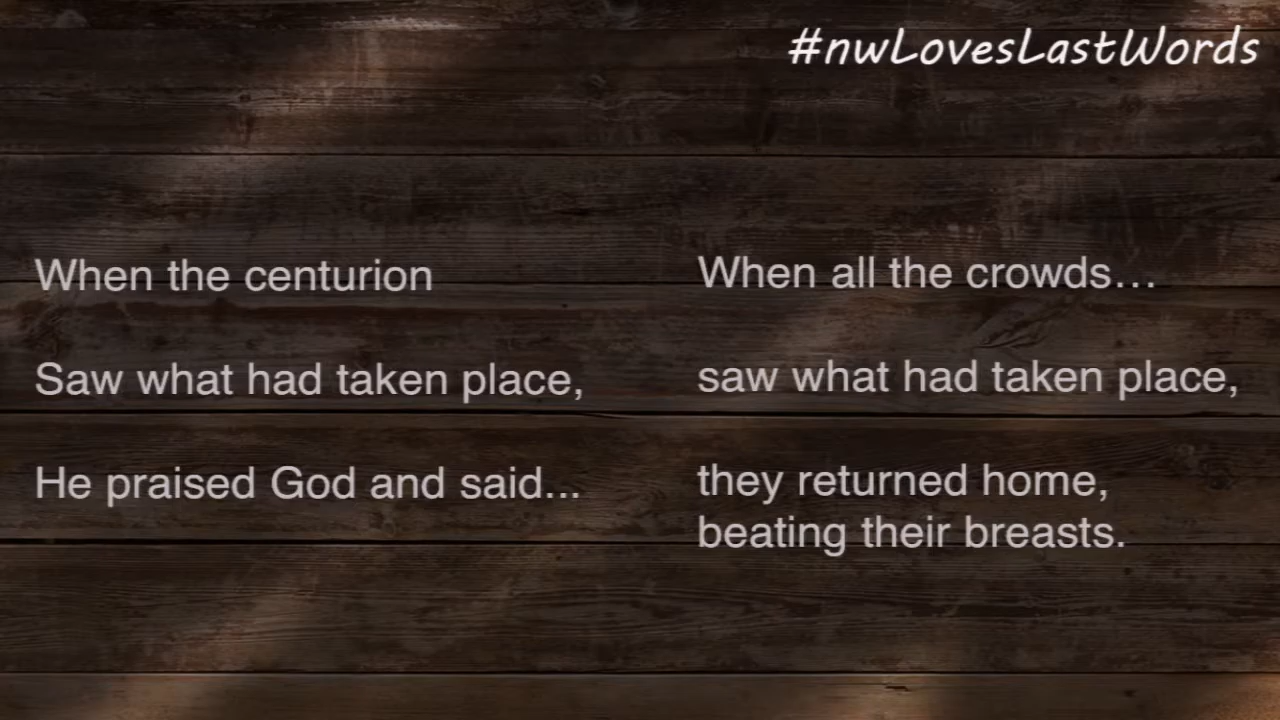 #nwLovesLastWords
When the centurion
Saw what had taken place,
He praised God and said...
When all the crowds…
saw what had taken place,
they returned home,
beating their breasts.